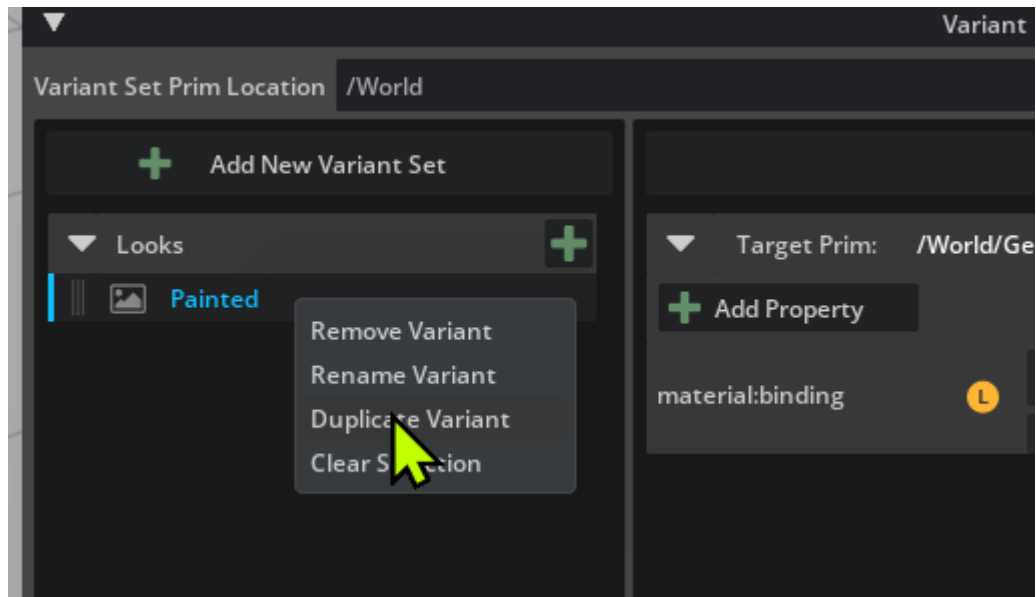 Variant
Variant Set Prim Location /World
Add New Variant Set
Looks
Painted
Remove Variant
Rename Variant
Duplicate Variant
Clear
Target Prim: /World/Ge
Add Property
material:binding L